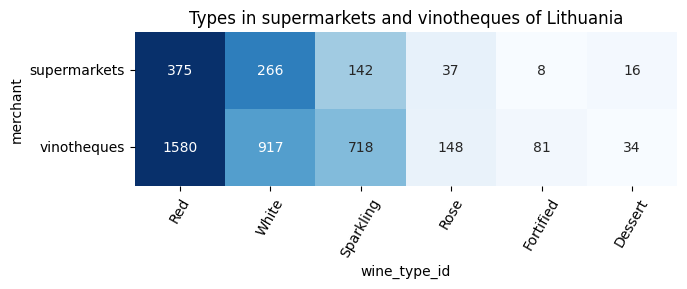 Types in supermarkets and vinotheques of Lithuania
merchant
supermarkets 375 266 142 37 8 16
vinotheques 1580 917 718 148 81 34
Red White Sparkling Rose Fortified Dessert
wine_type_id